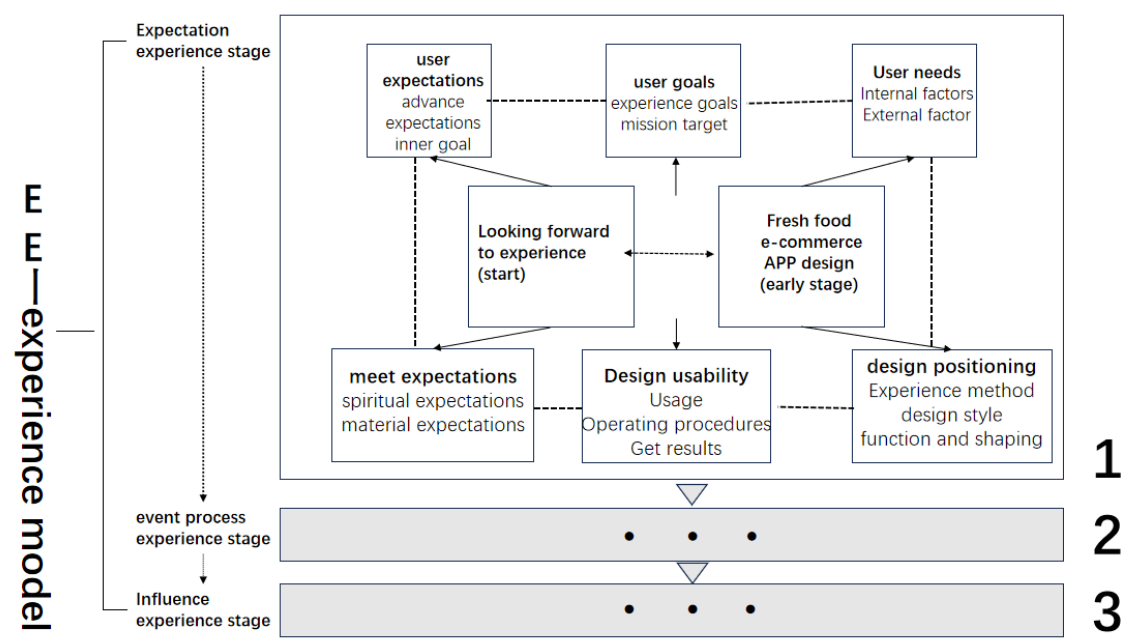 E E—experience model
Expectation
experience stage
user
expectations
advance
expectations
inner goal
user goals
experience goals
mission target
User needs
Internal factors
External factor
Looking forward
to experience
(start)
Fresh food
e-commerce
APP design
(early stage)
meet expectations
spiritual expectations
material expectations
Design usability
Usage
Operating procedures
Get results
design positioning
Experience method
design style
function and shaping
1
event process
experience stage
2
Influence
experience stage
3